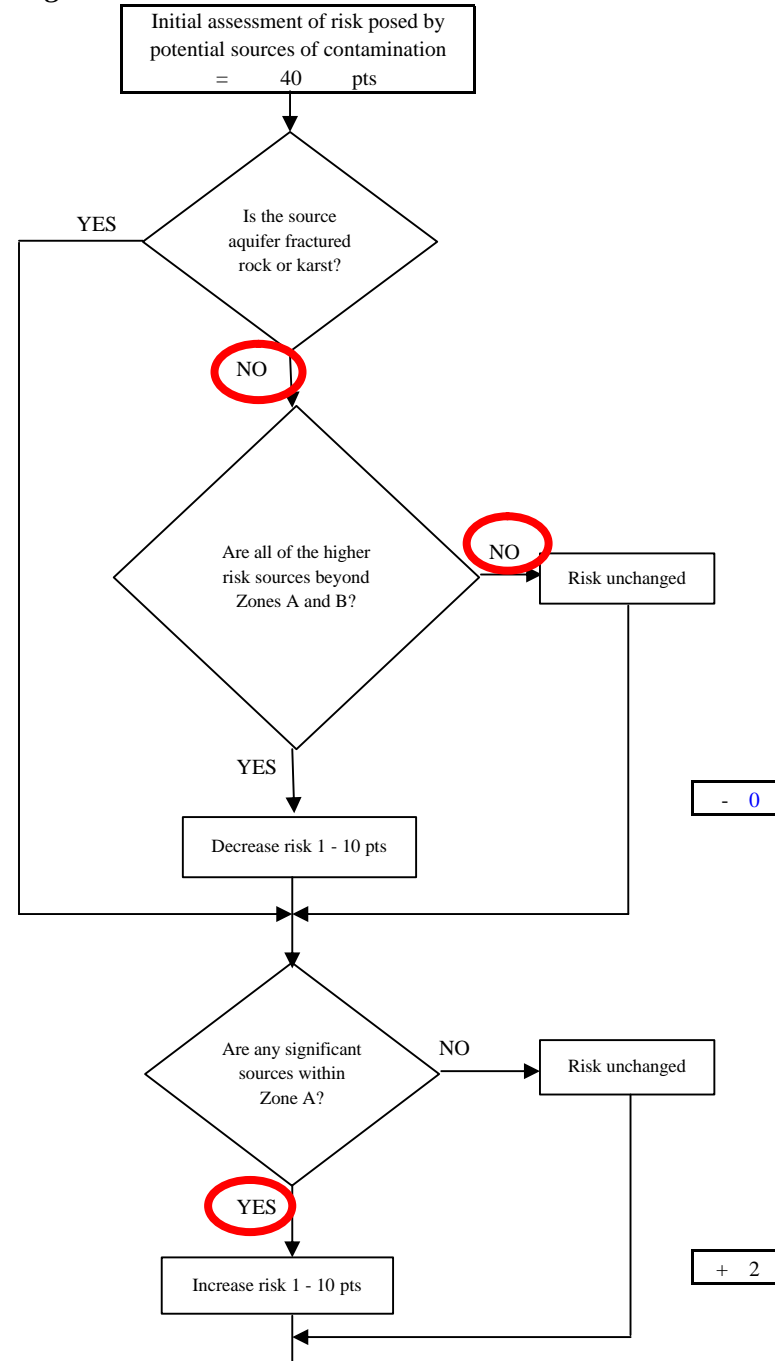 g
Initial assessment of risk posed by
potential sources of contamination
= 40 pts
YES
Is the source
aquifer fractured
rock or karst?
NO
Are all of the higher
risk sources beyond
Zones A and B?
NO
Risk unchanged
YES
- 0
Decrease risk 1 - 10 pts
Are any significant
sources within
Zone A?
NO
Risk unchanged
YES
+ 2
Increase risk 1 - 10 pts